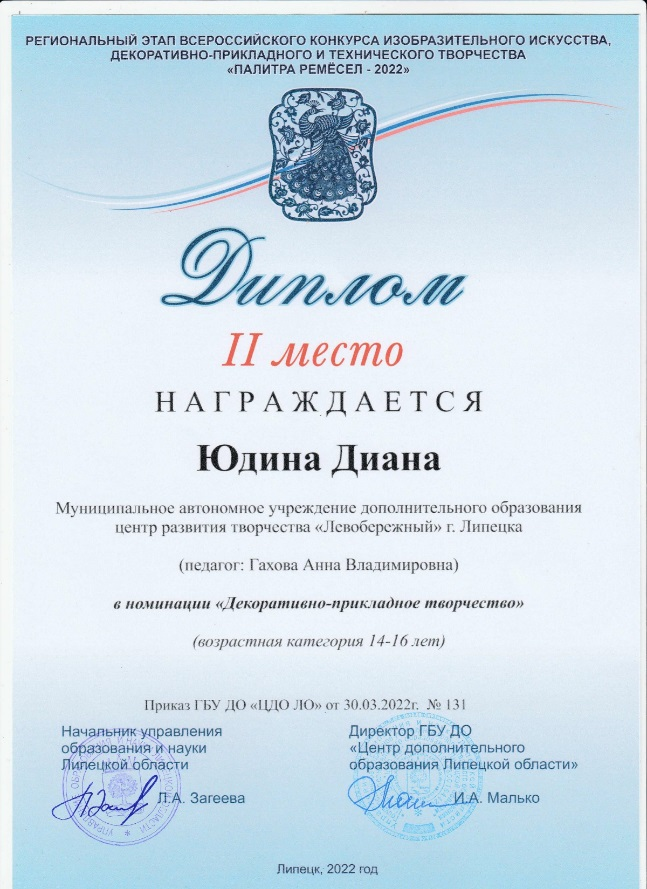 РЕГИОНАЛЬНЫЙ ЭТАП ВСЕРОССИЙСКОГО КОНКУРСА ИЗОБРАЗИТЕЛЬНОГО ИСКУССТВА,
ДЕКОРАТИВНО-ПРИКЛАДНОГО И ТЕХНИЧЕСКОГО ТВОРЧЕСТВА
«ПАЛИТРА РЕМЁСЕЛ - 2022»
Диплом
II место
НАГРАЖДАЕТСЯ
Юдина Диана
Муниципальное автономное учреждение дополнительного образования
центр развития творчества «Левобережный» г. Липецка
(педагог: Гахова Анна Владимировна)
в номинации «Декоративно-прикладное творчество»
(возрастная категория 14-16 лет)
Приказ ГБУ ДО «ЦДО ЛО» от 30.03.2022г. № 131
Начальник управления
образования и науки
Липецкой области
Л.А. Загеева
Директор ГБУ ДО
«Центр дополнительного
образования Липецкой области»
И.А. Малько
Липецк, 2022 год